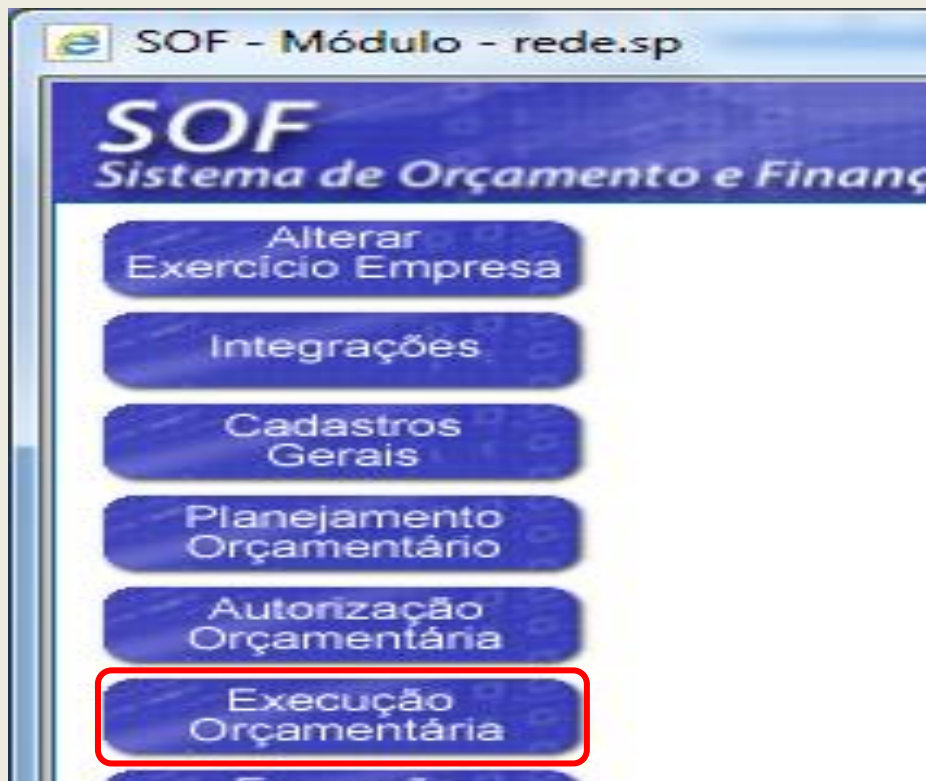 SOF - Módulo - rede.sp
SOF
Sistema de Orçamento e Finanç
Alterar
Exercício Empresa
Integrações
Cadastros
Gerais
Planejamento
Orçamentário
Autorização
Orçamentária
Execução
Orçamentária